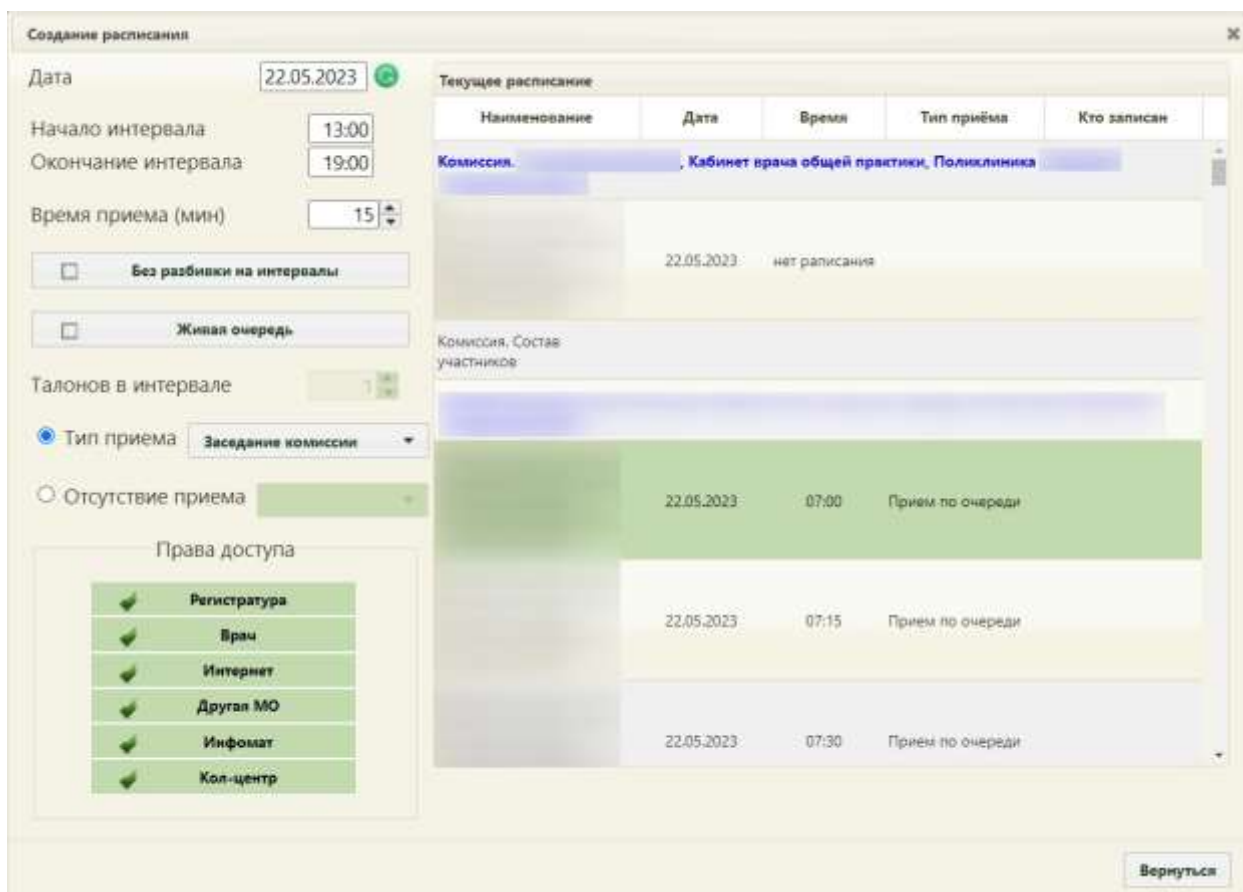 Создание расписания
Дата 22.05.2023
Начало интервала 13:00
Окончание интервала 19:00
Время приема (мин) 15
Без разбивки на интервалы
Живая очередь
Талонов в интервале 1
Тип приема Заседание комиссии
Отсутствие приема
Права доступа
Регистратура
Врач
Интернет
Другая МО
Инфомат
Кол-центр
Текущее расписание
Наименование Дата Время Тип приёма Кто записан
Комиссия. , Кабинет врача общей практики, Поликлиника
22.05.2023 нет раписания
Комиссия. Состав
участников
22.05.2023 07:00 Прием по очереди
22.05.2023 07:15 Прием по очереди
22.05.2023 07:30 Прием по очереди
Вернуться